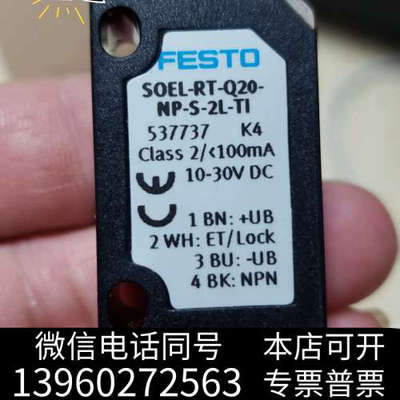 FESTO
SOEL-RT-Q20-
NP-S-2L-TI
537737 K4
Class 2/<100mA
10-30V DC
CE
1 BN: +UB
2 WH: ET/Lock
3 BU: -UB
4 BK: NPN
微信电话同号 本店可开
13960272563 专票普票